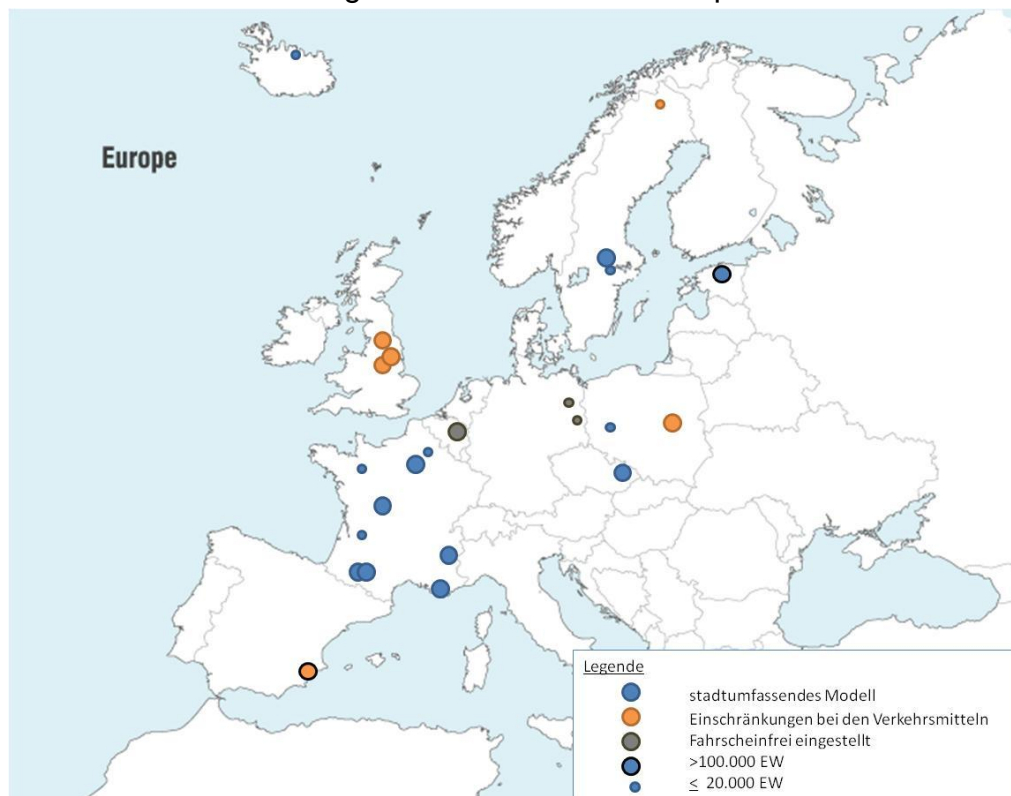 Europe
Legende
stadtumfassendes Modell
Einschränkungen bei den Verkehrsmitteln
Fahrscheinfrei eingestellt
>100.000 EW
≤ 20.000 EW